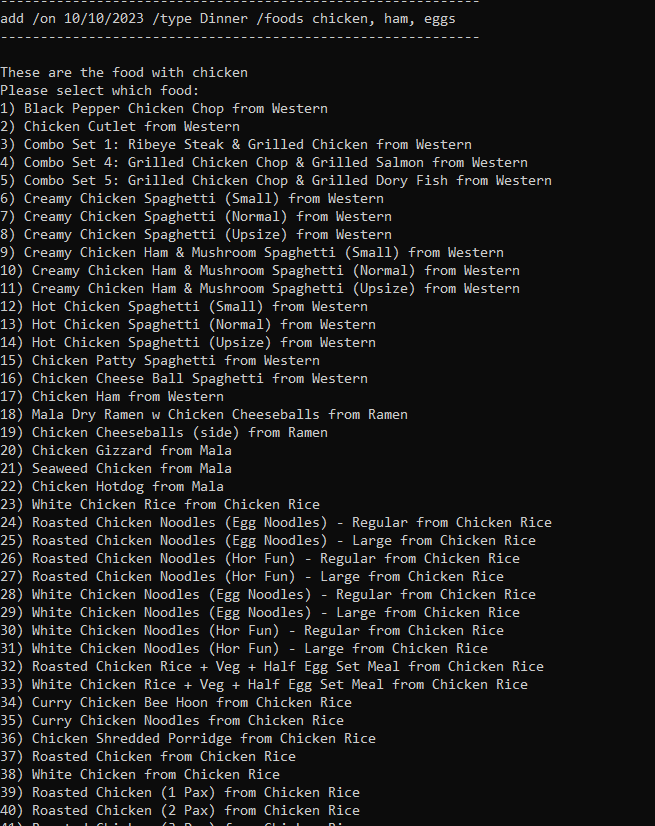 ------------------------------------------------------------
add /on 10/10/2023 /type Dinner /foods chicken, ham, eggs
------------------------------------------------------------
These are the food with chicken
Please select which food:
1) Black Pepper Chicken Chop from Western
2) Chicken Cutlet from Western
3) Combo Set 1: Ribeye Steak & Grilled Chicken from Western
4) Combo Set 4: Grilled Chicken Chop & Grilled Salmon from Western
5) Combo Set 5: Grilled Chicken Chop & Grilled Dory Fish from Western
6) Creamy Chicken Spaghetti (Small) from Western
7) Creamy Chicken Spaghetti (Normal) from Western
8) Creamy Chicken Spaghetti (Upsize) from Western
9) Creamy Chicken Ham & Mushroom Spaghetti (Small) from Western
10) Creamy Chicken Ham & Mushroom Spaghetti (Normal) from Western
11) Creamy Chicken Ham & Mushroom Spaghetti (Upsize) from Western
12) Hot Chicken Spaghetti (Small) from Western
13) Hot Chicken Spaghetti (Normal) from Western
14) Hot Chicken Spaghetti (Upsize) from Western
15) Chicken Patty Spaghetti from Western
16) Chicken Cheese Ball Spaghetti from Western
17) Chicken Ham from Western
18) Mala Dry Ramen w Chicken Cheeseballs from Ramen
19) Chicken Cheeseballs (side) from Ramen
20) Chicken Gizzard from Mala
21) Seaweed Chicken from Mala
22) Chicken Hotdog from Mala
23) White Chicken Rice from Chicken Rice
24) Roasted Chicken Noodles (Egg Noodles) - Regular from Chicken Rice
25) Roasted Chicken Noodles (Egg Noodles) - Large from Chicken Rice
26) Roasted Chicken Noodles (Hor Fun) - Regular from Chicken Rice
27) Roasted Chicken Noodles (Hor Fun) - Large from Chicken Rice
28) White Chicken Noodles (Egg Noodles) - Regular from Chicken Rice
29) White Chicken Noodles (Egg Noodles) - Large from Chicken Rice
30) White Chicken Noodles (Hor Fun) - Regular from Chicken Rice
31) White Chicken Noodles (Hor Fun) - Large from Chicken Rice
32) Roasted Chicken Rice + Veg + Half Egg Set Meal from Chicken Rice
33) White Chicken Rice + Veg + Half Egg Set Meal from Chicken Rice
34) Curry Chicken Bee Hoon from Chicken Rice
35) Curry Chicken Noodles from Chicken Rice
36) Chicken Shredded Porridge from Chicken Rice
37) Roasted Chicken from Chicken Rice
38) White Chicken from Chicken Rice
39) Roasted Chicken (1 Pax) from Chicken Rice
40) Roasted Chicken (2 Pax) from Chicken Rice